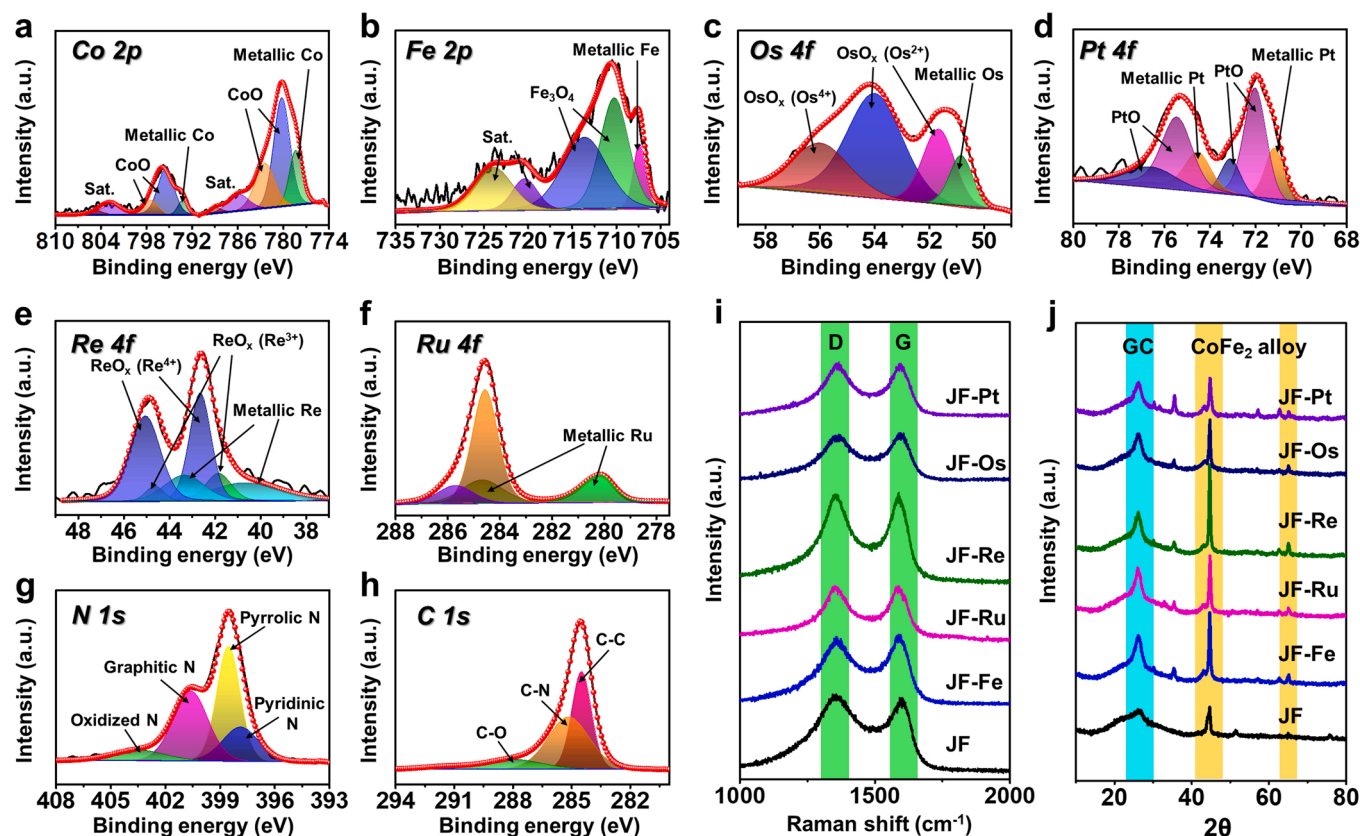 a
Co 2p
Metallic Co
CoO
Metallic Co
CoO
Sat.
Sat.
Intensity (a.u.)
810 804 798 792 786 780 774
Binding energy (eV)
b
Fe 2p
Metallic Fe
Fe₃O₄
Sat.
Intensity (a.u.)
735 730 725 720 715 710 705
Binding energy (eV)
c
Os 4f
OsOₓ (Os²⁺)
Metallic Os
OsOₓ (Os⁴⁺)
Intensity (a.u.)
58 56 54 52 50
Binding energy (eV)
d
Pt 4f
Metallic Pt
PtO
Metallic Pt
PtO
Intensity (a.u.)
80 78 76 74 72 70 68
Binding energy (eV)
e
Re 4f
ReOₓ (Re³⁺)
ReOₓ (Re⁴⁺)
Metallic Re
Intensity (a.u.)
48 46 44 42 40 38
Binding energy (eV)
f
Ru 4f
Metallic Ru
Intensity (a.u.)
288 286 284 282 280 278
Binding energy (eV)
g
N 1s
Pyrrolic N
Graphitic N
Pyridinic
N
Oxidized N
Intensity (a.u.)
408 405 402 399 396 393
Binding energy (eV)
h
C 1s
C-C
C-N
C-O
Intensity (a.u.)
294 291 288 285 282
Binding energy (eV)
i
D G
JF-Pt
JF-Os
JF-Re
JF-Ru
JF-Fe
JF
Intensity (a.u.)
1000 1500 2000
Raman shift (cm⁻¹)
j
GC CoFe₂ alloy
JF-Pt
JF-Os
JF-Re
JF-Ru
JF-Fe
JF
Intensity (a.u.)
20 40 60 80
2θ